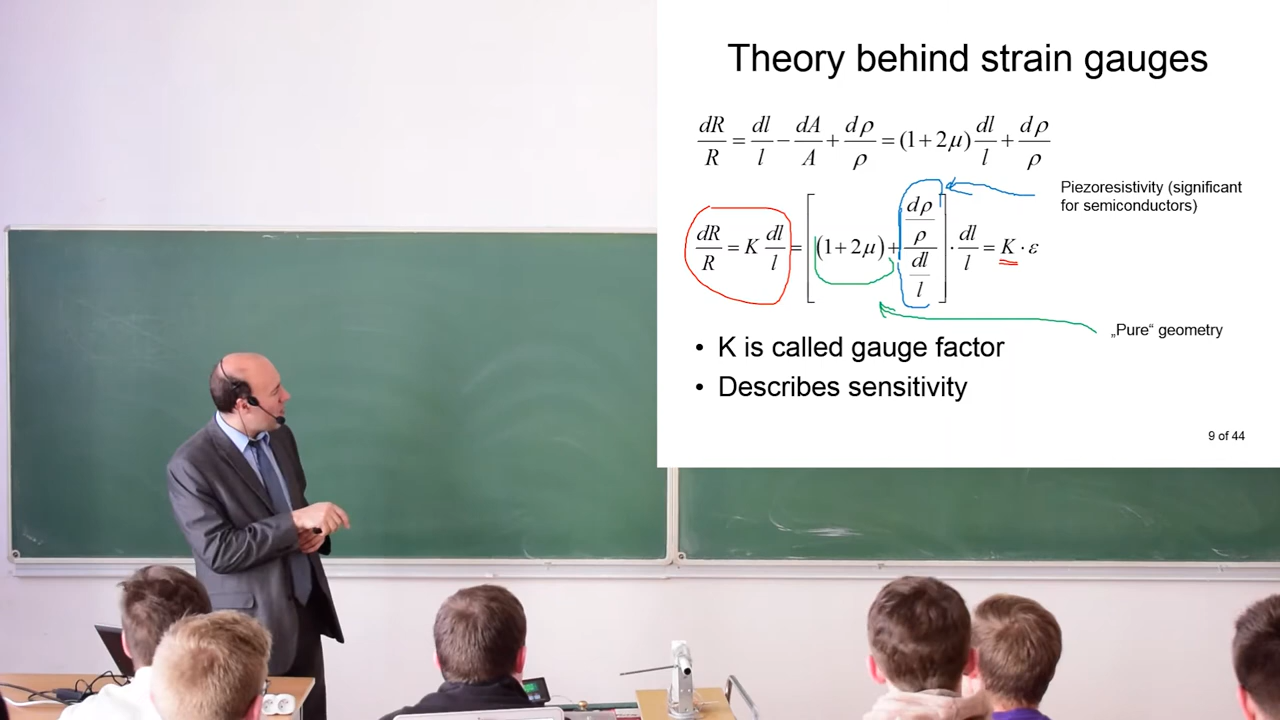 Theory behind strain gauges
dR/R = dl/l − dA/A + dρ/ρ = (1+2μ) dl/l + dρ/ρ
Piezoresistivity (significant
for semiconductors)
dR/R = K dl/l = [(1+2μ) + (dρ/ρ)/(dl/l)] · dl/l = K · ε
„Pure“ geometry
• K is called gauge factor
• Describes sensitivity
9 of 44